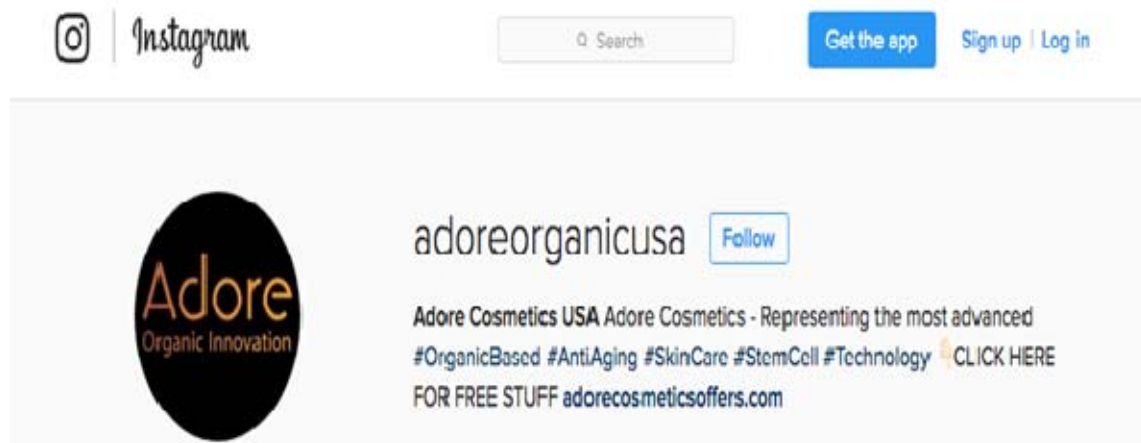 Instagram
Search
Get the app
Sign up | Log in
Adore
Organic Innovation
adoreorganicusa
Follow
Adore Cosmetics USA Adore Cosmetics - Representing the most advanced
#OrganicBased #AntiAging #SkinCare #StemCell #Technology 👇CLICK HERE
FOR FREE STUFF adorecosmeticsoffers.com